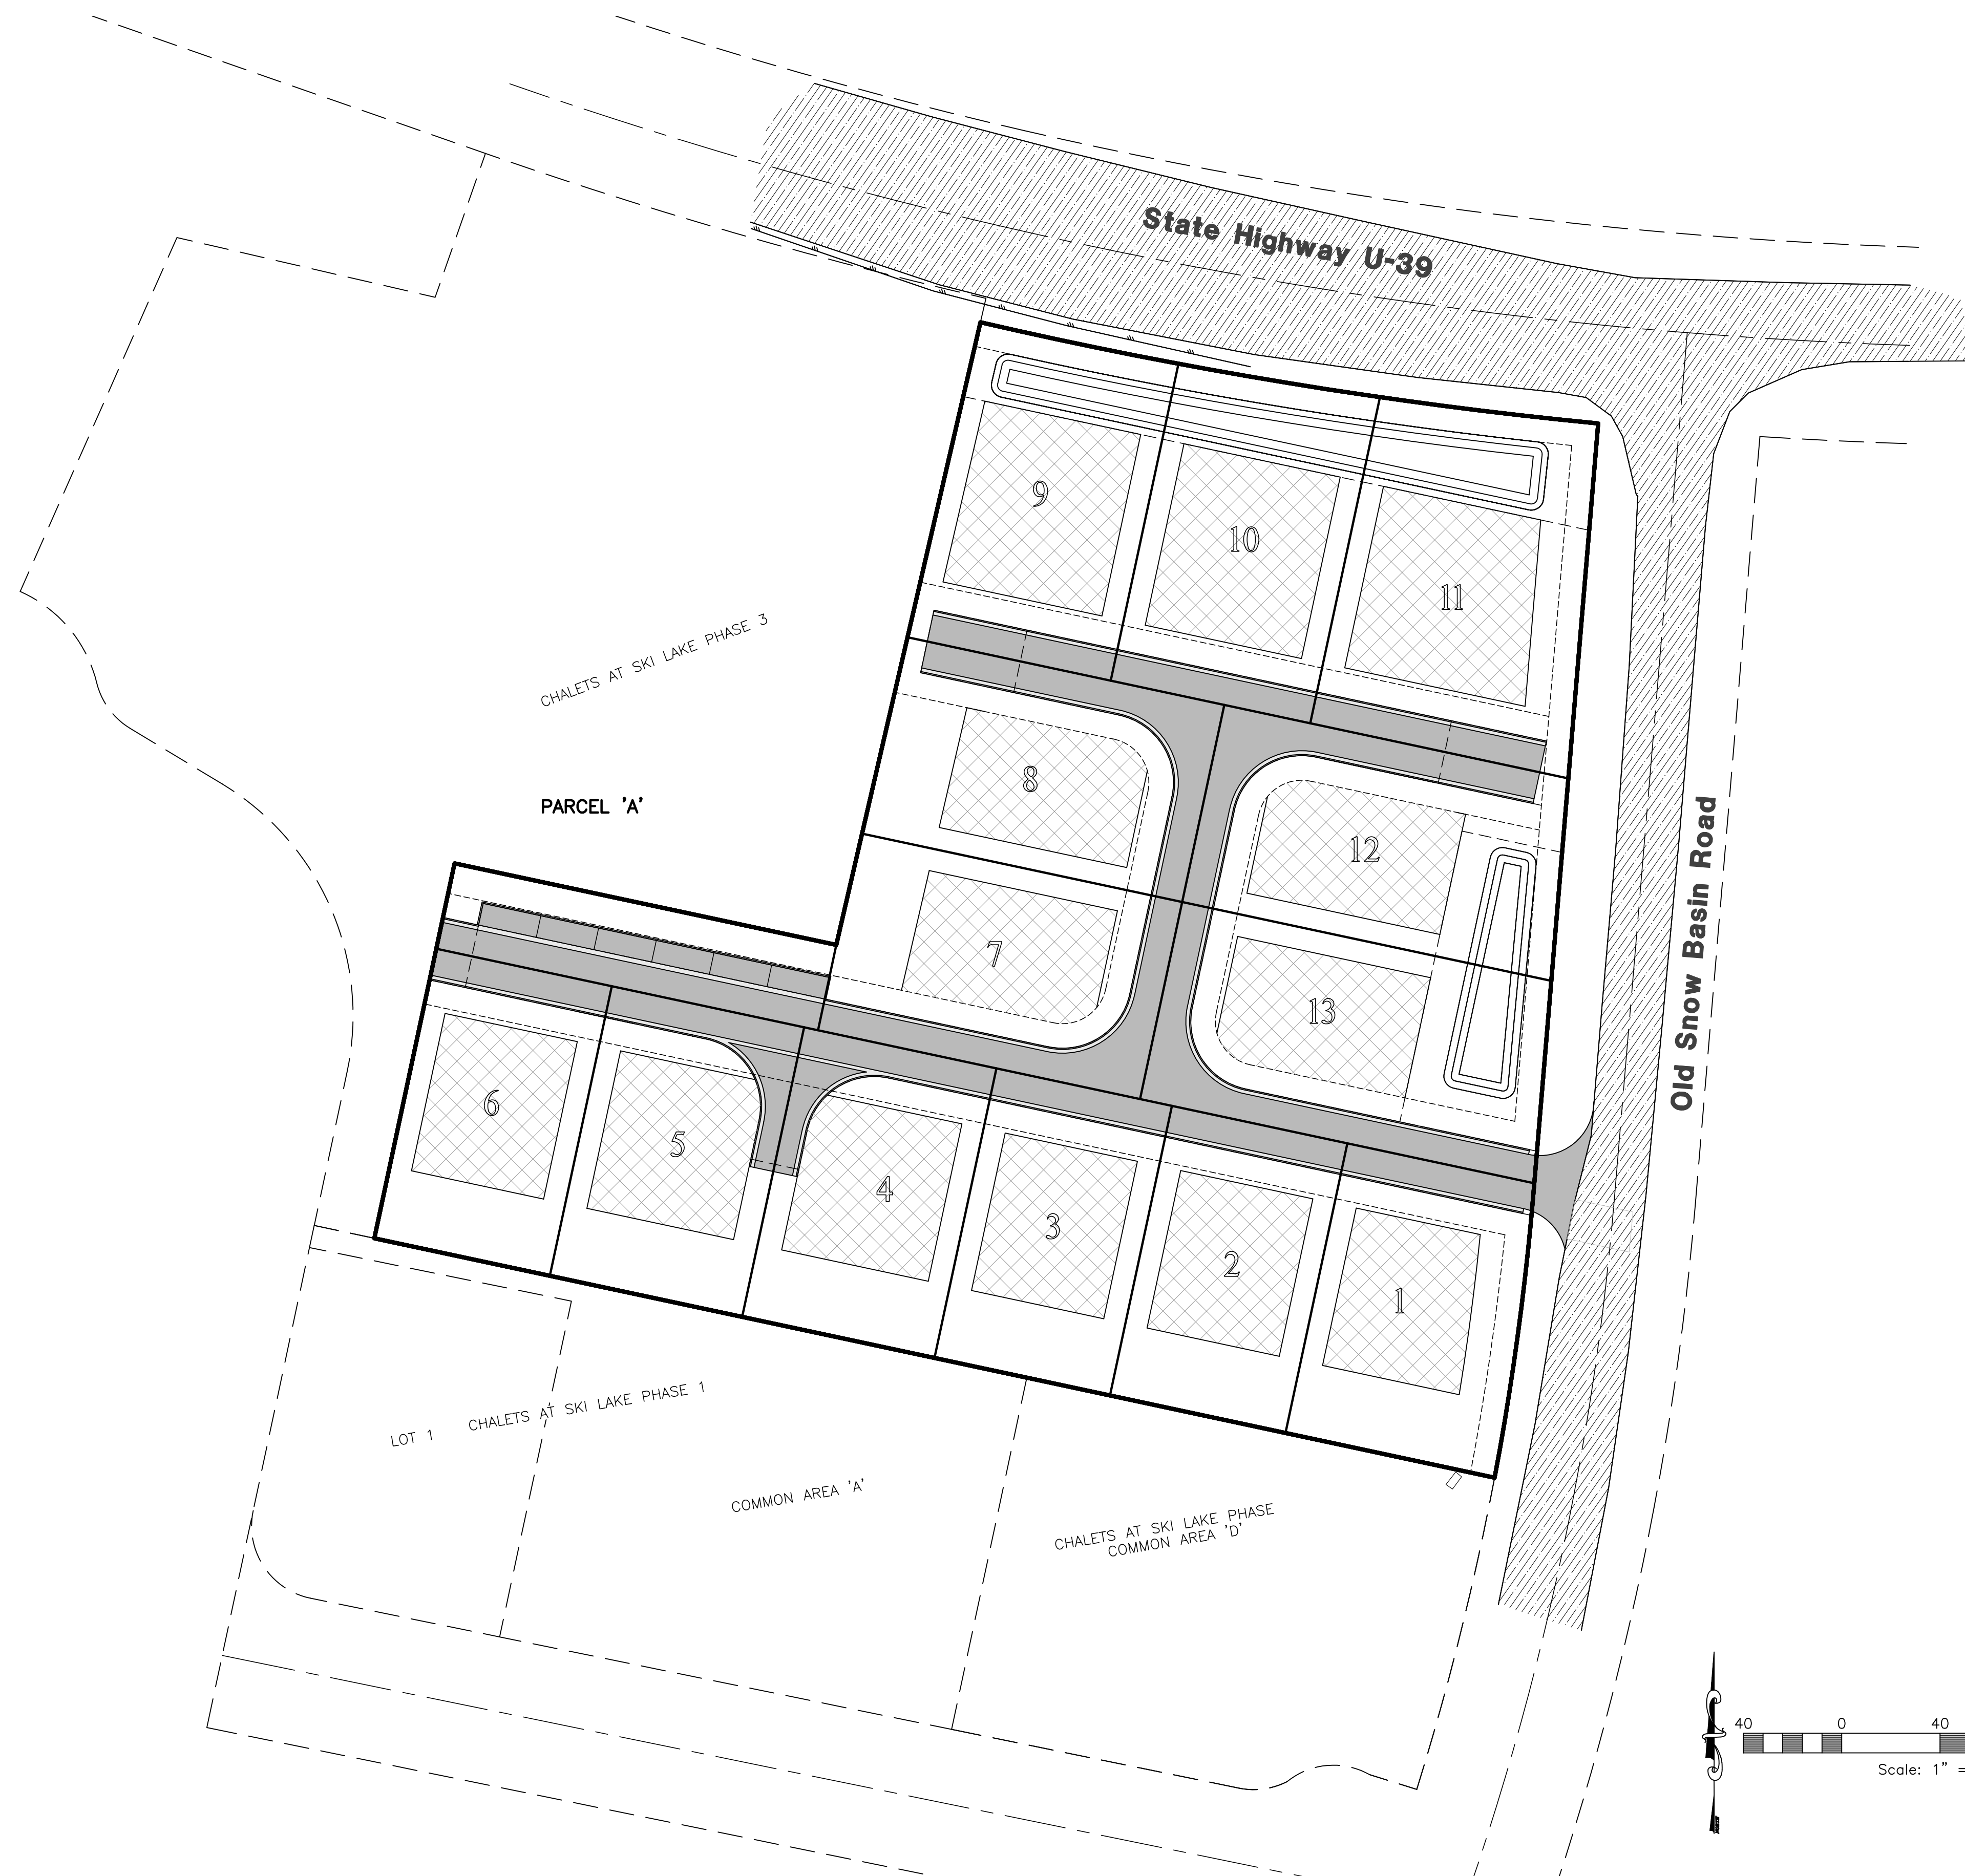 State Highway U-39
9
10
11
CHALETS AT SKI LAKE PHASE 3
8
PARCEL 'A'
12
Old Snow Basin Road
7
13
6
5
4
3
2
1
LOT 1
CHALETS AT SKI LAKE PHASE 1
COMMON AREA 'A'
CHALETS AT SKI LAKE PHASE
COMMON AREA 'D'
40 0 40
Scale: 1" =